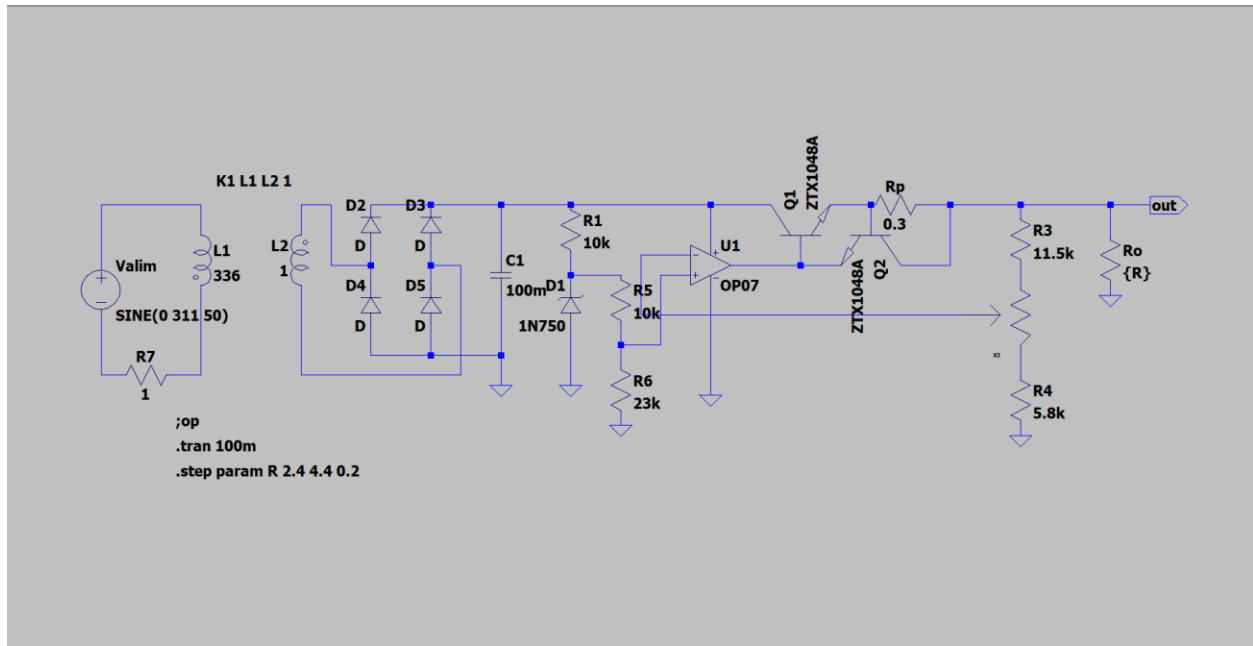 K1 L1 L2 1
Valim
SINE(0 311 50)
R7
1
L1
336
L2
1
D2
D
D3
D
D4
D
D5
D
C1
100m
R1
10k
D1
1N750
R5
10k
R6
23k
U1
OP07
Q1
ZTX1048A
Q2
ZTX1048A
Rp
0.3
R3
11.5k
X2
R4
5.8k
out
Ro
{R}
;op
.tran 100m
.step param R 2.4 4.4 0.2